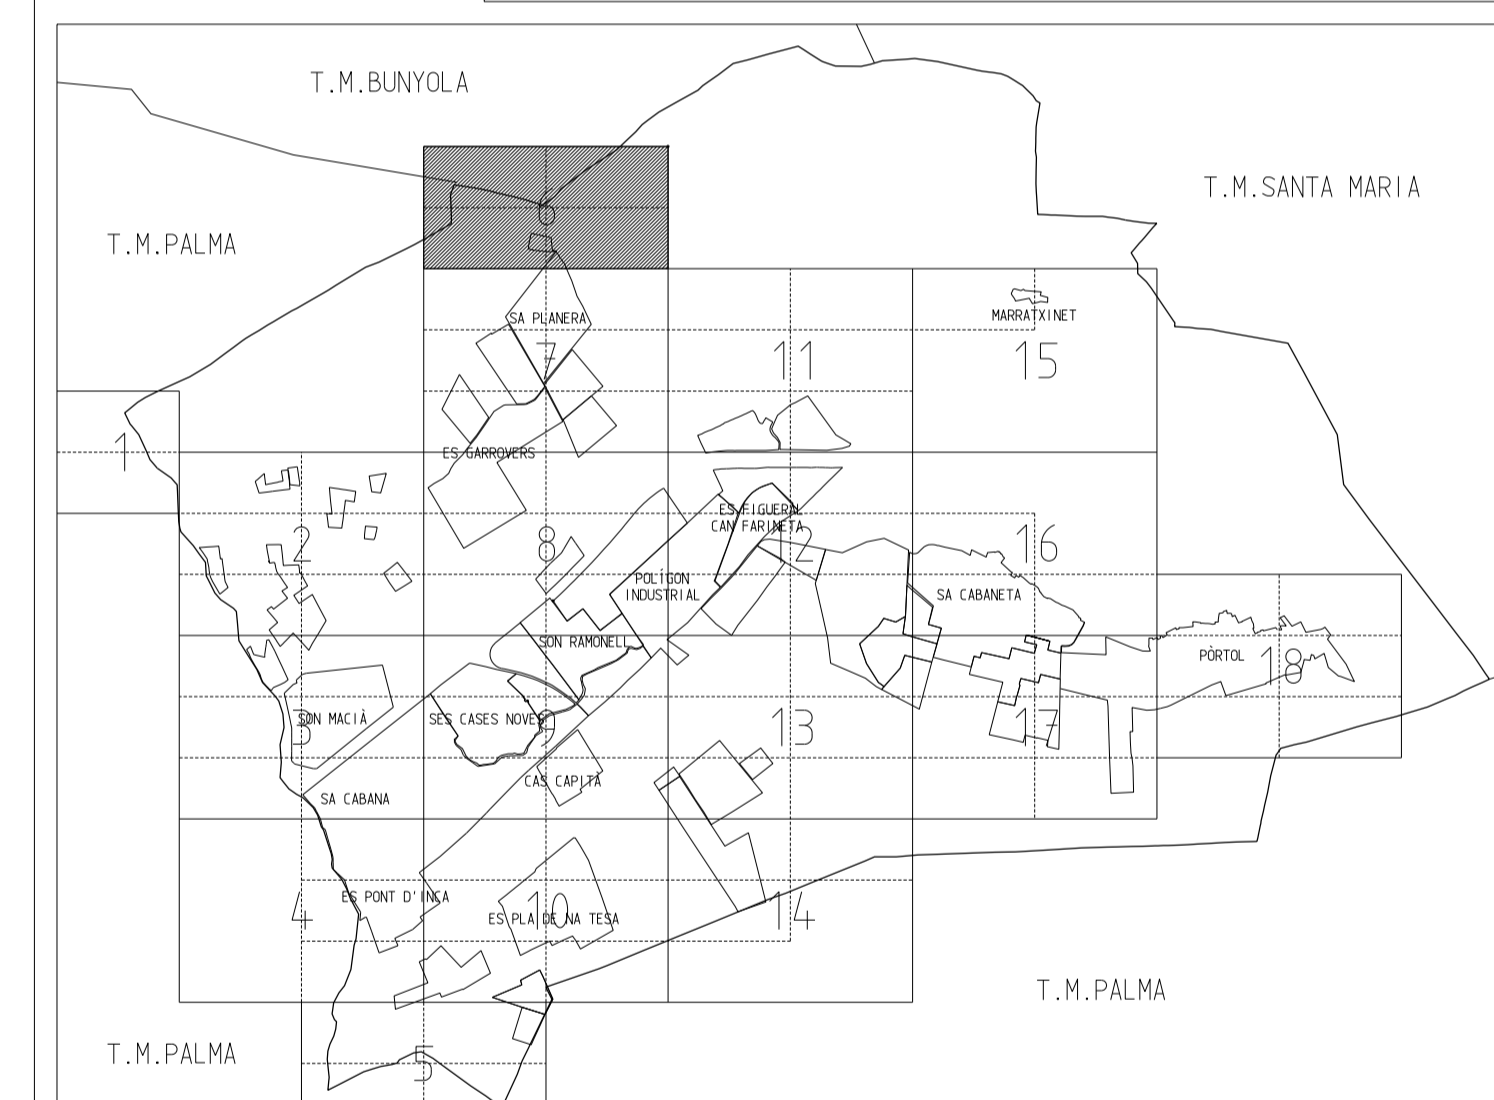 T.M.BUNYOLA
T.M.SANTA MARIA
6
T.M.PALMA
MARRATXINET
SA PLANERA
7
11
15
1
ES GARROVERS
ES FIGUERAL
CAN FARINETA
2
8
12
16
POLÍGON
INDUSTRIAL
SA CABANETA
SON RAMONELL
PÒRTOL
18
SON MACIÀ
3
SES CASES NOVES
9
13
17
CAS CAPITÀ
SA CABANA
ES PONT D'INCA
4
10
14
ES PLA DE NA TESA
T.M.PALMA
T.M.PALMA
5